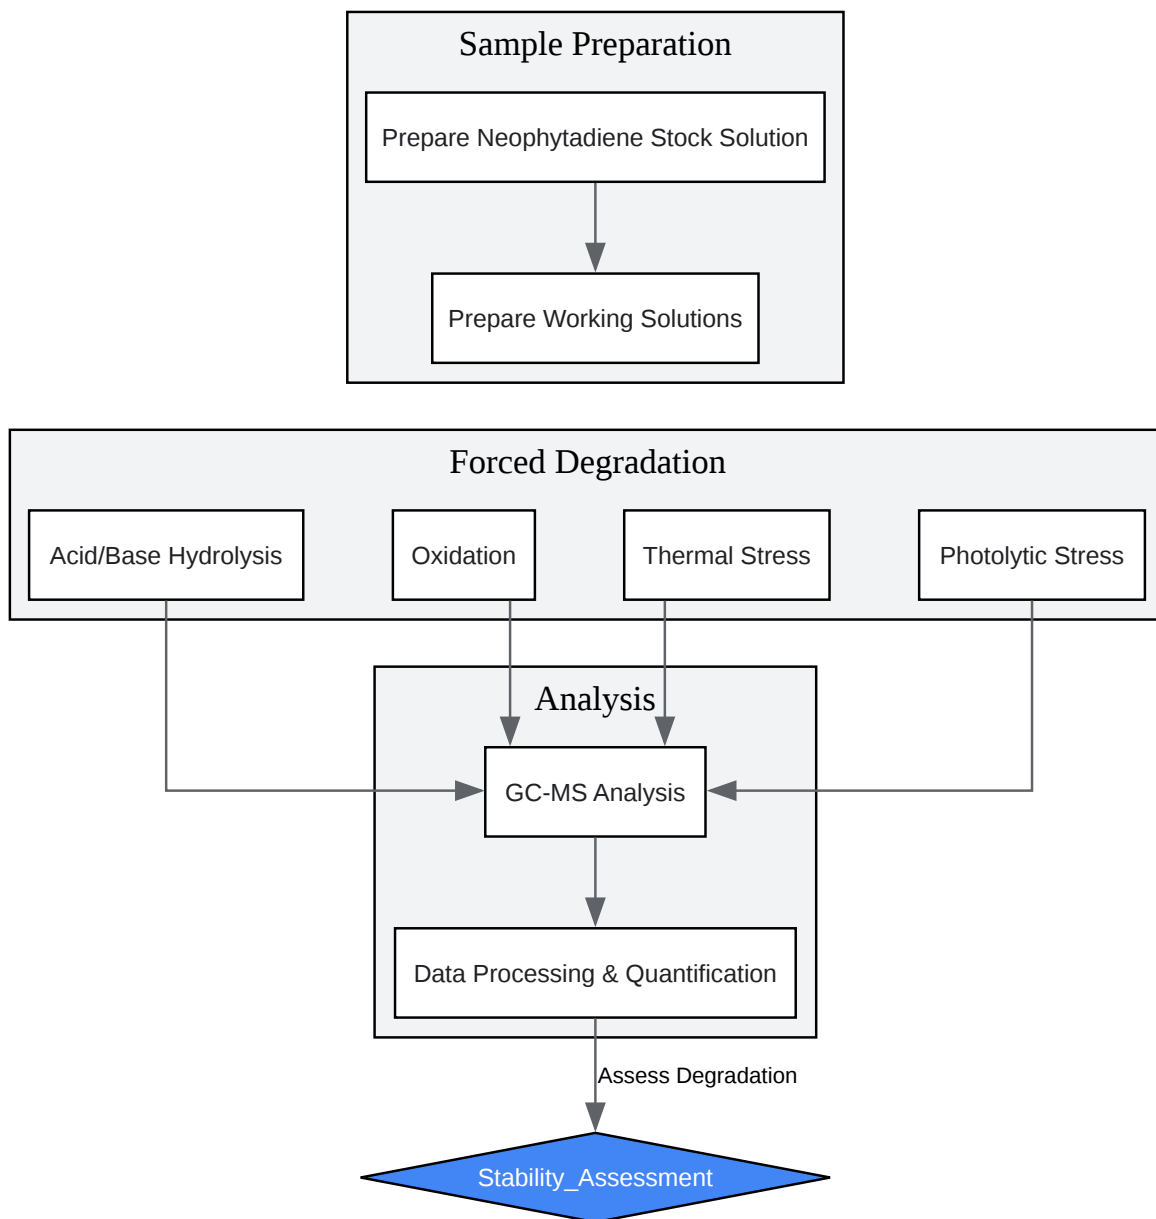 Sample Preparation
Prepare Neophytadiene Stock Solution
Prepare Working Solutions
Forced Degradation
Acid/Base Hydrolysis
Oxidation
Thermal Stress
Photolytic Stress
Analysis
GC-MS Analysis
Data Processing & Quantification
Assess Degradation
Stability_Assessment